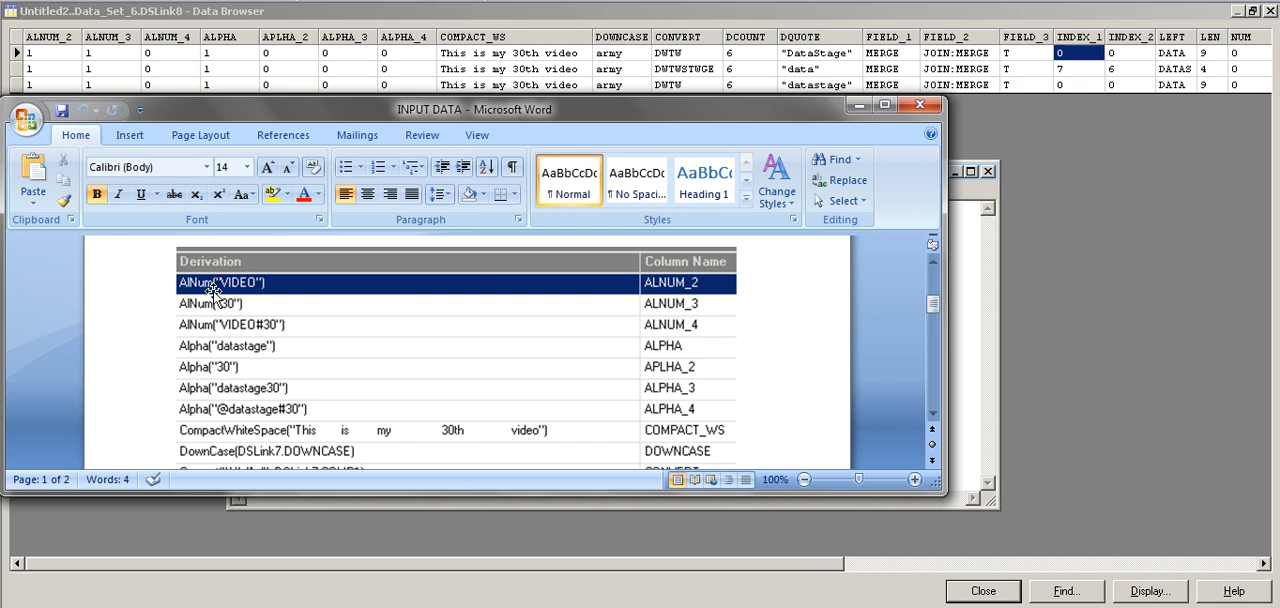 Untitled2..Data_Set_6.DSLink8 - Data Browser
ALNUM_2 ALNUM_3 ALNUM_4 ALPHA APLHA_2 ALPHA_3 ALPHA_4 COMPACT_WS DOWNCASE CONVERT DCOUNT DQUOTE FIELD_1 FIELD_2 FIELD_3 INDEX_1 INDEX_2 LEFT LEN NUM
1 1 0 1 0 0 0 This is my 30th video army DWTW 6 "DataStage" MERGE JOIN:MERGE T 0 0 DATA 9 0
1 1 0 1 0 0 0 This is my 30th video army DWTWSTWGE 6 "data" MERGE JOIN:MERGE T 7 6 DATAS 4 0
1 1 0 1 0 0 0 This is my 30th video army DWTW 6 "datastage" MERGE JOIN:MERGE T 0 0 DATA 9 0
INPUT DATA - Microsoft Word
Home Insert Page Layout References Mailings Review View
Calibri (Body) 14
Paste
AaBbCcDc AaBbCcDc AaBbCc
¶ Normal ¶ No Spaci... Heading 1
Change Styles
Find
Replace
Select
Clipboard Font Paragraph Styles Editing
Derivation Column Name
AlNum("VIDEO") ALNUM_2
AlNum("30") ALNUM_3
AlNum("VIDEO#30") ALNUM_4
Alpha("datastage") ALPHA
Alpha("30") APLHA_2
Alpha("datastage30") ALPHA_3
Alpha("@datastage#30") ALPHA_4
CompactWhiteSpace("This is my 30th video") COMPACT_WS
DownCase(DSLink7.DOWNCASE) DOWNCASE
Page: 1 of 2 Words: 4 100%
Close Find... Display... Help